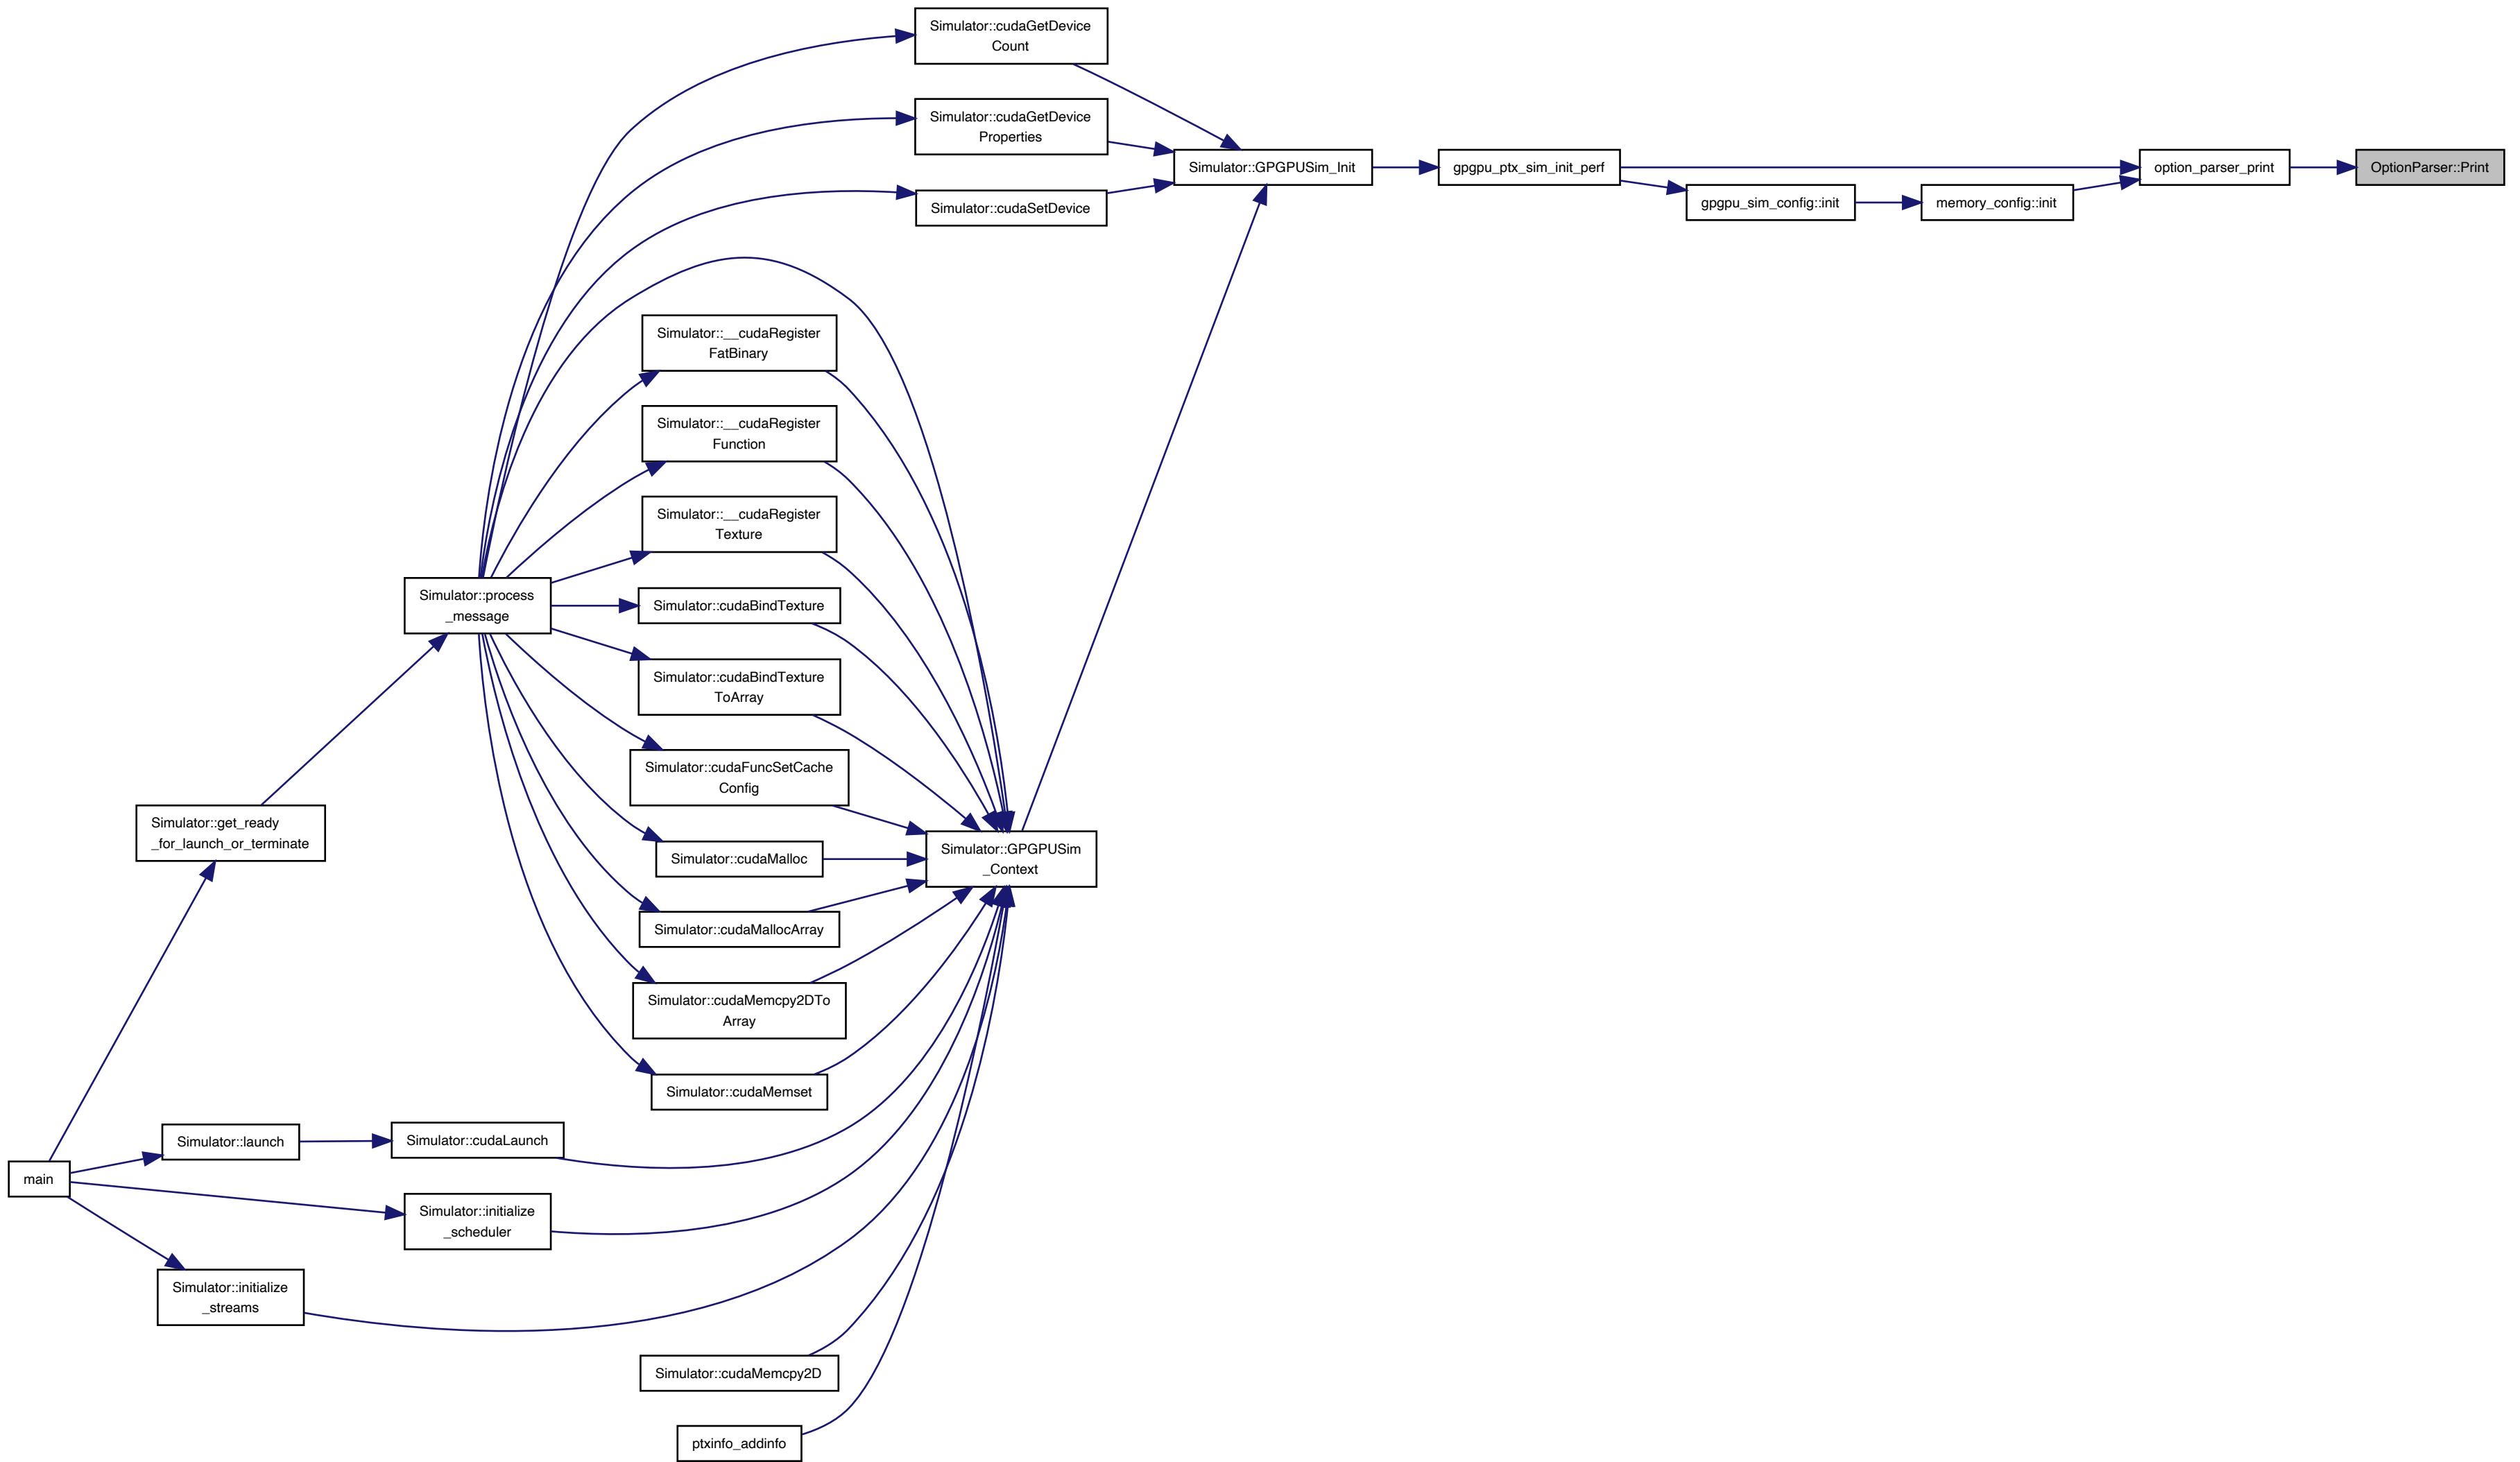 Simulator::cudaGetDevice
Count
Simulator::cudaGetDevice
Properties
Simulator::GPGPUSim_Init
gpgpu_ptx_sim_init_perf
option_parser_print
OptionParser::Print
Simulator::cudaSetDevice
gpgpu_sim_config::init
memory_config::init
Simulator::__cudaRegister
FatBinary
Simulator::__cudaRegister
Function
Simulator::__cudaRegister
Texture
Simulator::process
_message
Simulator::cudaBindTexture
Simulator::cudaBindTexture
ToArray
Simulator::cudaFuncSetCache
Config
Simulator::get_ready
_for_launch_or_terminate
Simulator::cudaMalloc
Simulator::GPGPUSim
_Context
Simulator::cudaMallocArray
Simulator::cudaMemcpy2DTo
Array
Simulator::cudaMemset
Simulator::launch
Simulator::cudaLaunch
main
Simulator::initialize
_scheduler
Simulator::initialize
_streams
Simulator::cudaMemcpy2D
ptxinfo_addinfo